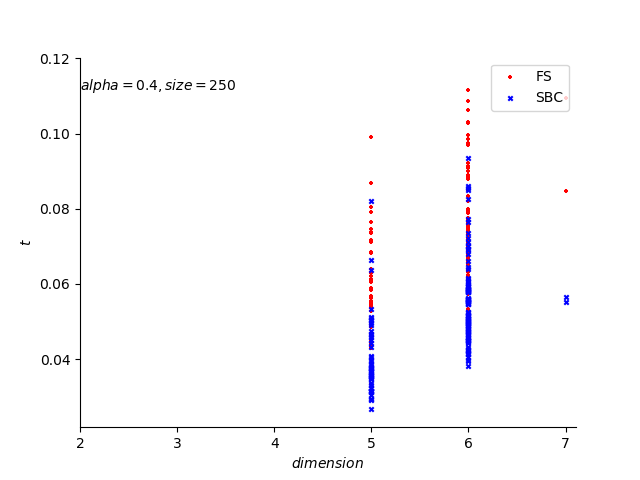 0.12
alpha = 0.4, size = 250
FS
SBC
0.10
0.08
t
0.06
0.04
2 3 4 5 6 7
dimension